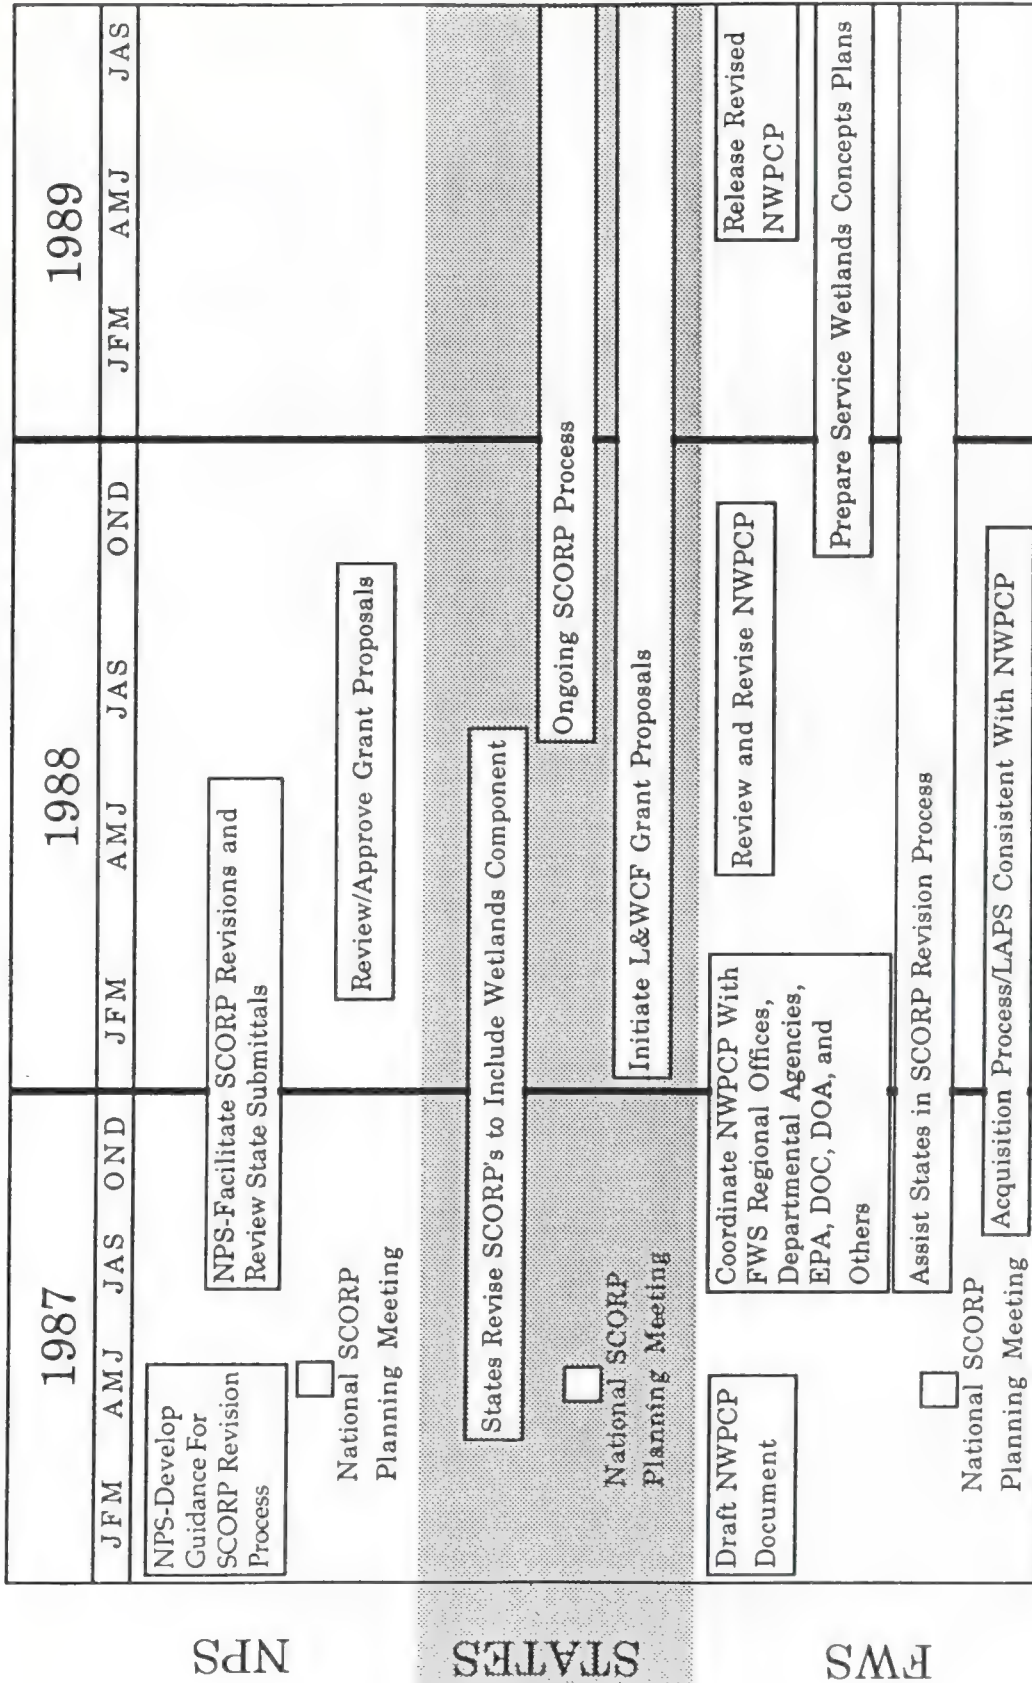 1987
1988
1989
JFM AMJ JAS OND
JFM AMJ JAS OND
JFM AMJ JAS
NPS
NPS-Develop
Guidance For
SCORP Revision
Process
NPS-Facilitate SCORP Revisions and
Review State Submittals
National SCORP
Planning Meeting
Review/Approve Grant Proposals
STATES
States Revise SCORP's to Include Wetlands Component
Ongoing SCORP Process
National SCORP
Planning Meeting
Initiate L&WCF Grant Proposals
FWS
Draft NWPCP
Document
Coordinate NWPCP With
FWS Regional Offices,
Departmental Agencies,
EPA, DOC, DOA, and
Others
Review and Revise NWPCP
Release Revised
NWPCP
Prepare Service Wetlands Concepts Plans
Assist States in SCORP Revision Process
National SCORP
Planning Meeting
Acquisition Process/LAPS Consistent With NWPCP